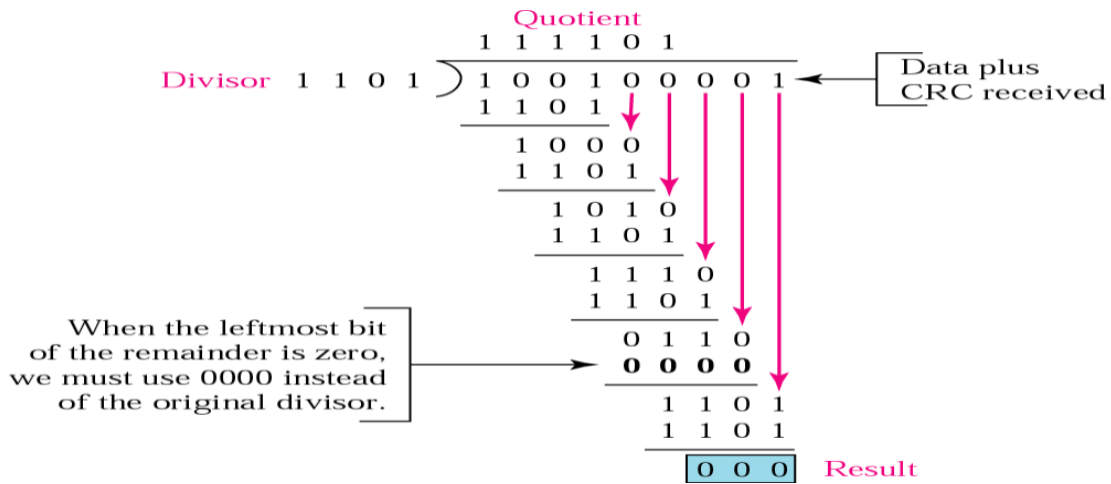 Quotient
1 1 1 1 0 1
Divisor 1 1 0 1 1 0 0 1 0 0 0 0 1
Data plus
CRC received
1 1 0 1
1 0 0 0
1 1 0 1
1 0 1 0
1 1 0 1
1 1 1 0
1 1 0 1
When the leftmost bit
of the remainder is zero,
we must use 0000 instead
of the original divisor.
0 1 1 0
0 0 0 0
1 1 0 1
1 1 0 1
0 0 0 Result